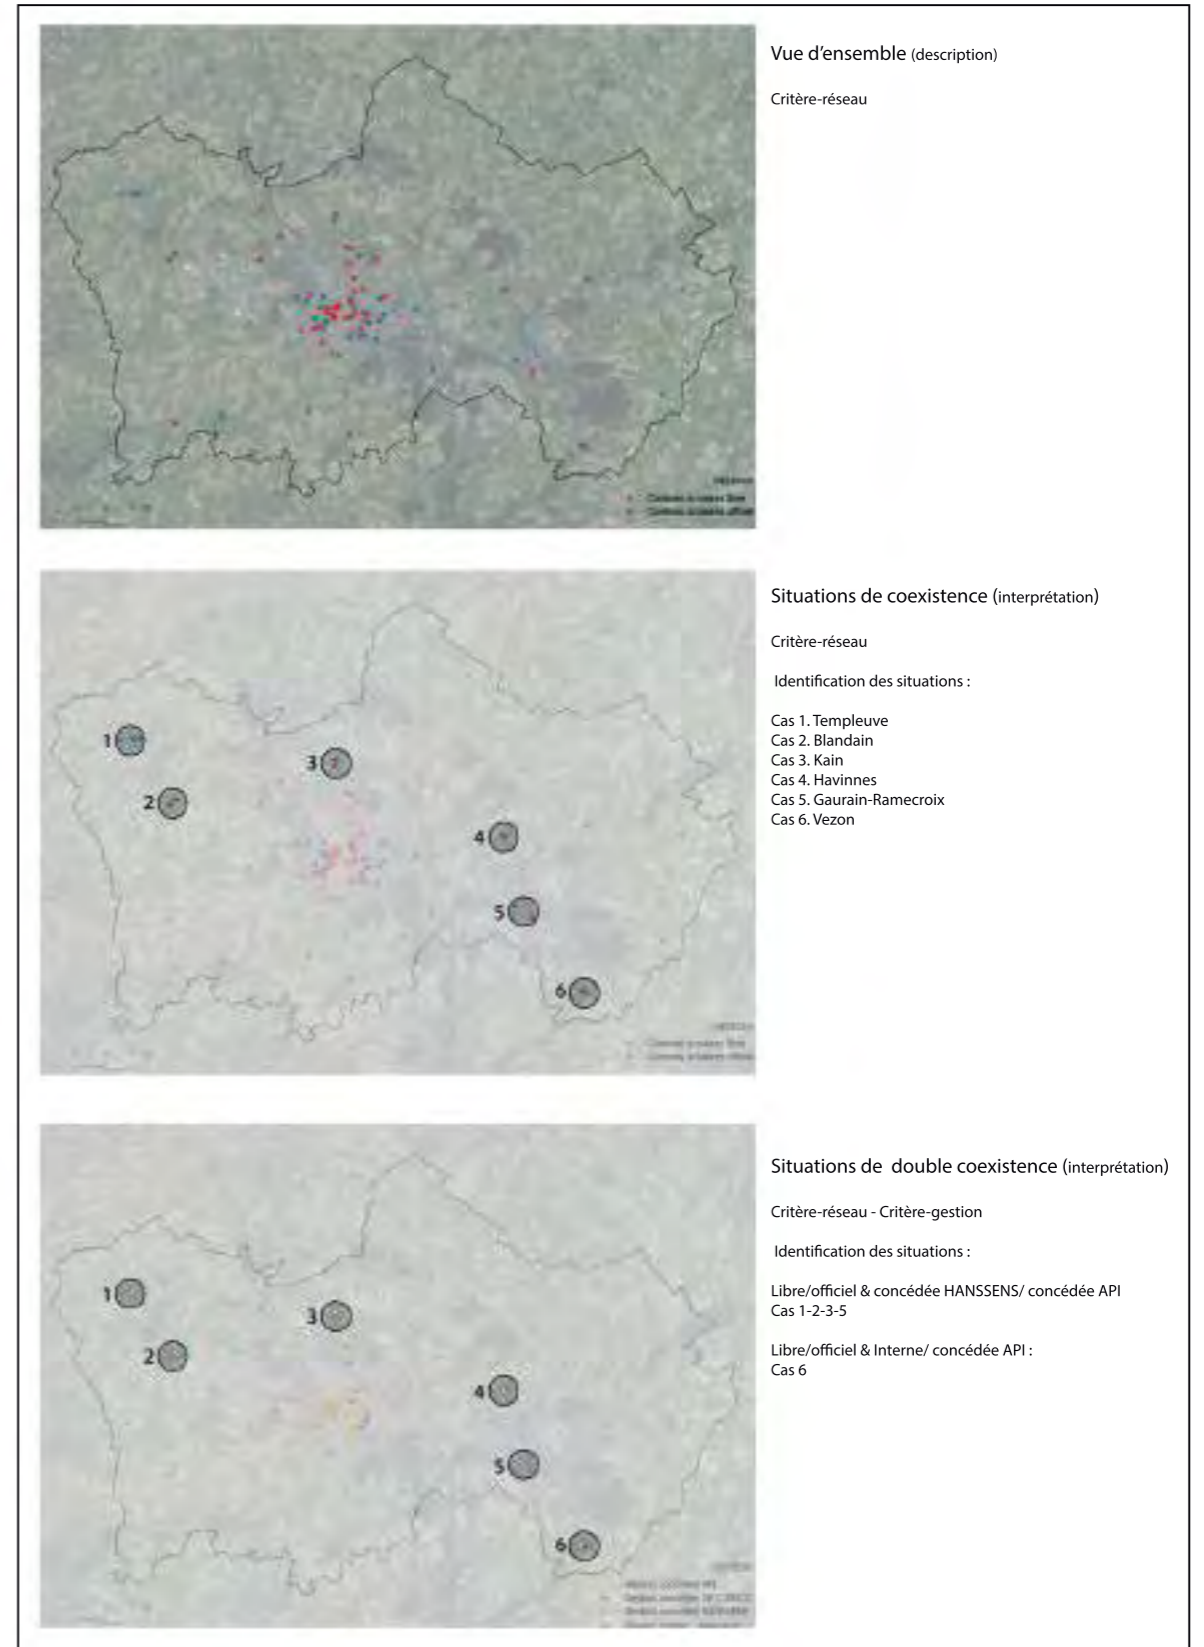 Vue d'ensemble (description)
Critère-réseau
Situations de coexistence (interprétation)
Critère-réseau
Identification des situations :
Cas 1. Templeuve
Cas 2. Blandain
Cas 3. Kain
Cas 4. Havinnes
Cas 5. Gaurain-Ramecroix
Cas 6. Vezon
1
2
3
4
5
6
Situations de  double coexistence (interprétation)
Critère-réseau - Critère-gestion
Identification des situations :
Libre/officiel & concédée HANSSENS/ concédée API
Cas 1-2-3-5
Libre/officiel & Interne/ concédée API :
Cas 6
1
2
3
4
5
6